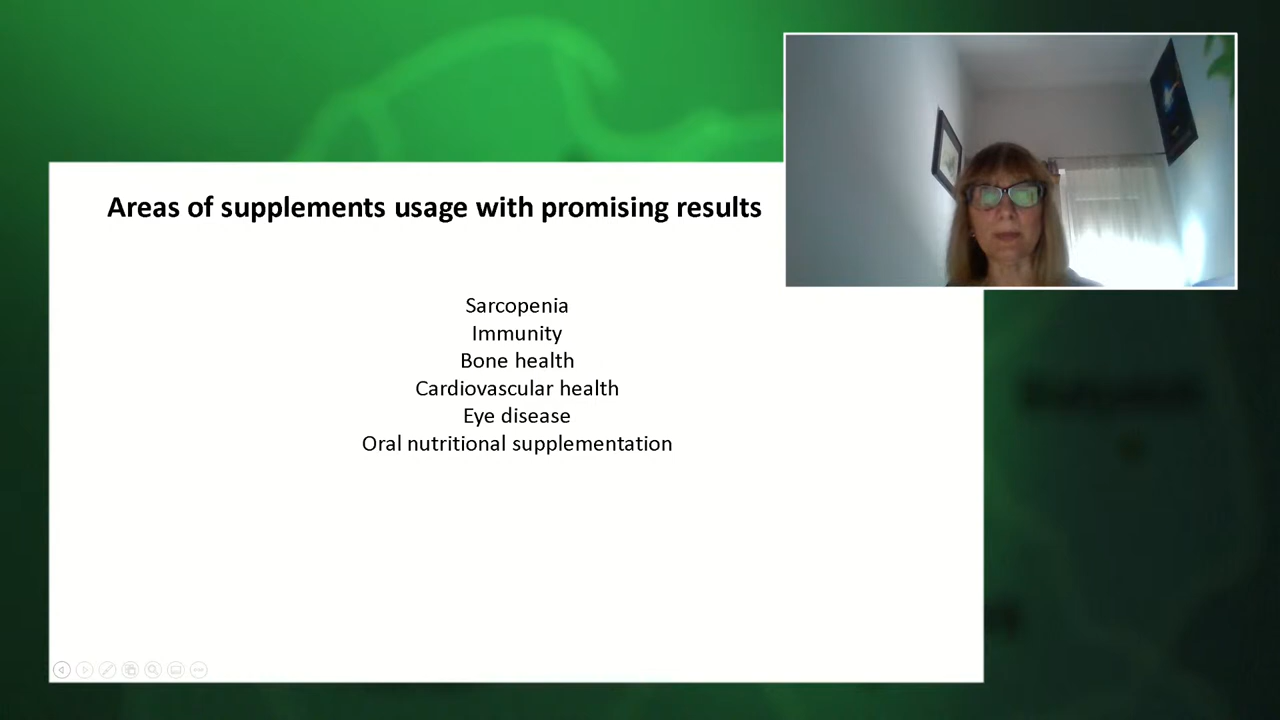 Areas of supplements usage with promising results
Sarcopenia
Immunity
Bone health
Cardiovascular health
Eye disease
Oral nutritional supplementation